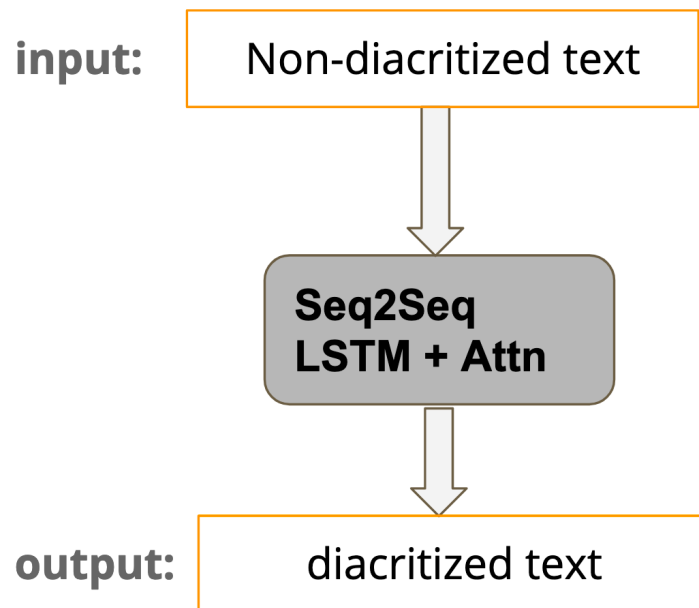 input: Non-diacritized text
Seq2Seq
LSTM + Attn
output: diacritized text